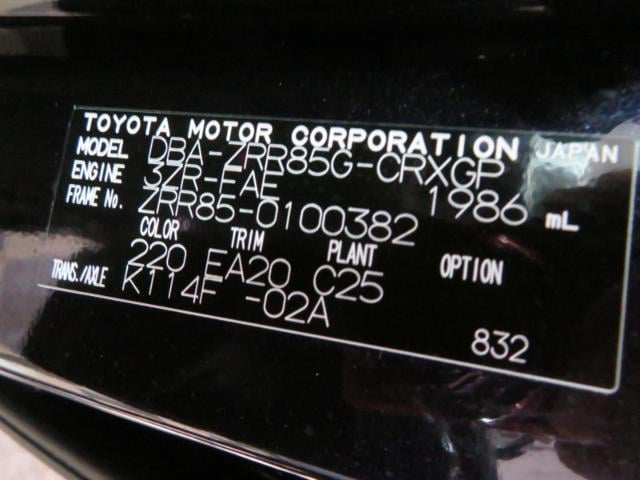 TOYOTA MOTOR CORPORATION JAPAN
MODEL DBA-ZRR85G-CRXGP
ENGINE 3ZR-FAE 1986 mL
FRAME No. ZRR85-0100382
COLOR TRIM PLANT OPTION
220 EA20 C25
TRANS./AXLE K114F -02A
832